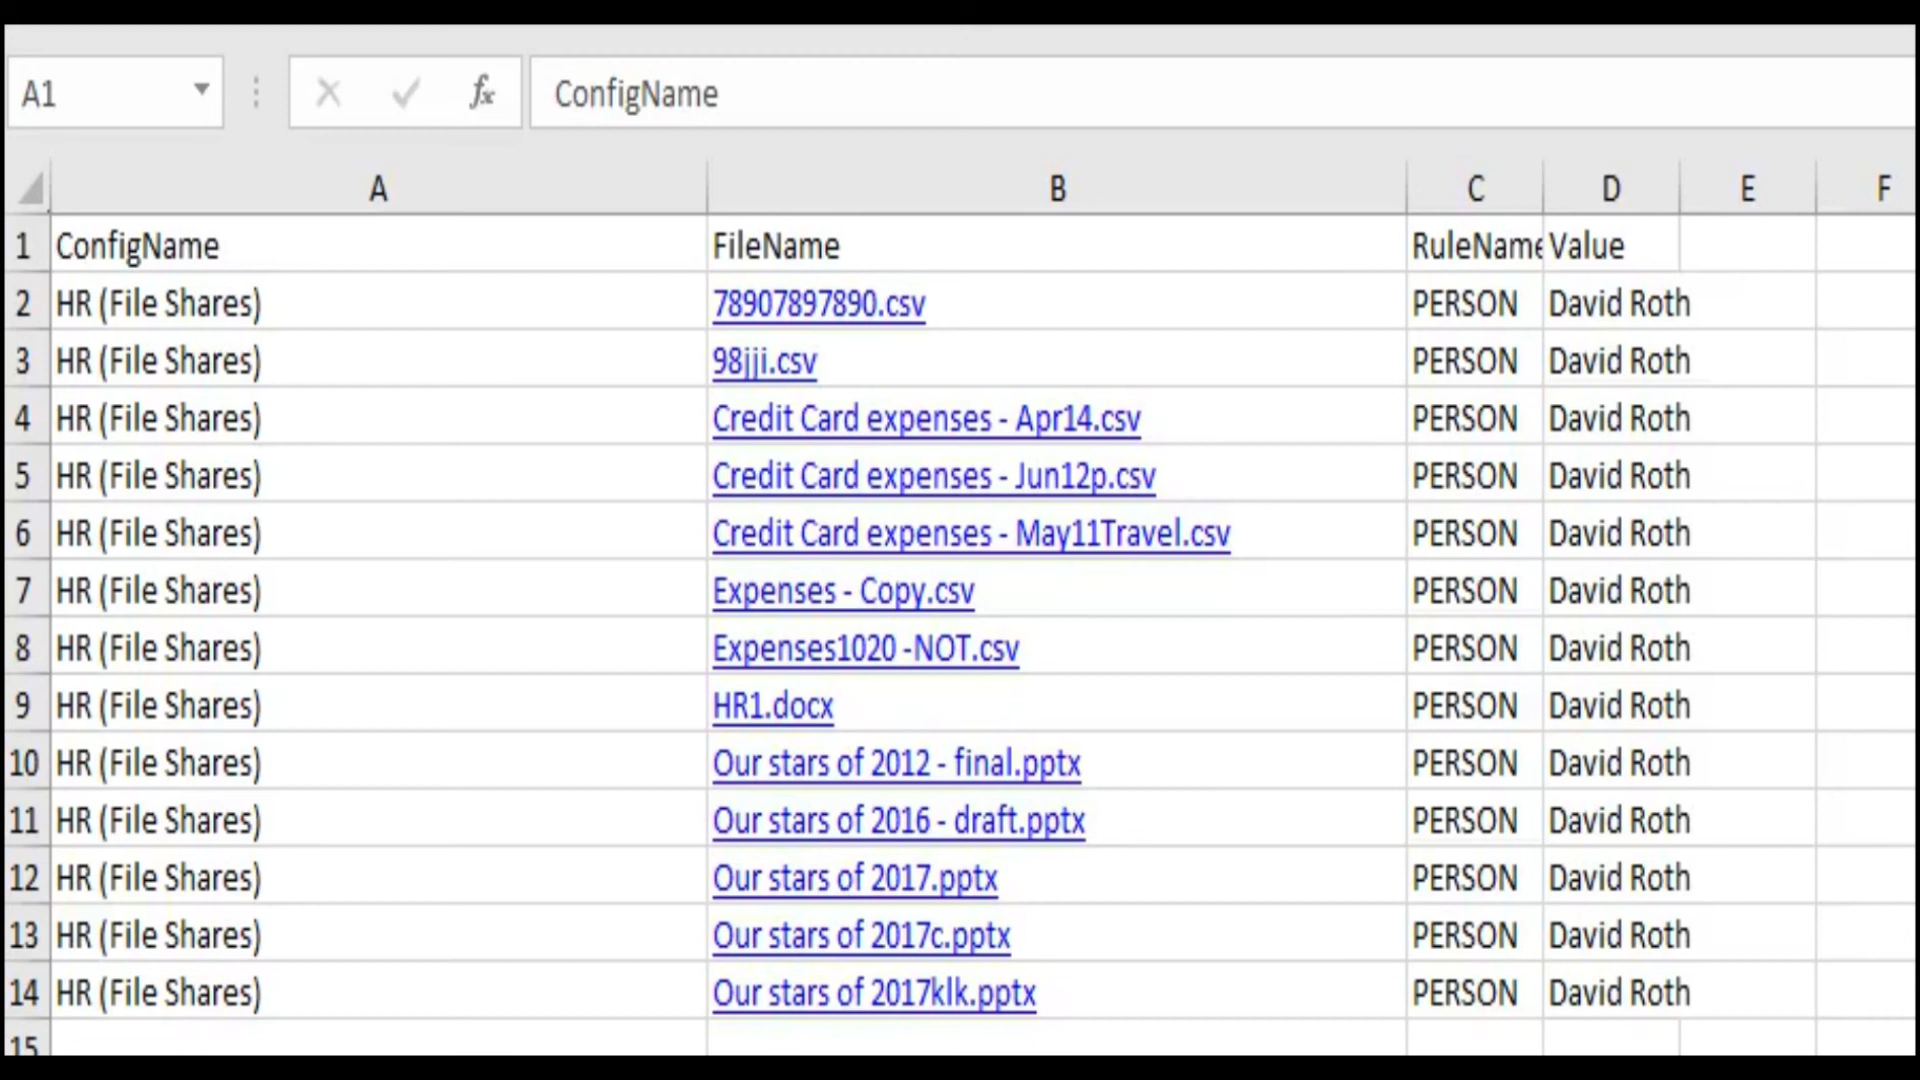 A1 fx ConfigName
A B C D E F
1 ConfigName FileName RuleName Value
2 HR (File Shares) 78907897890.csv PERSON David Roth
3 HR (File Shares) 98jji.csv PERSON David Roth
4 HR (File Shares) Credit Card expenses - Apr14.csv PERSON David Roth
5 HR (File Shares) Credit Card expenses - Jun12p.csv PERSON David Roth
6 HR (File Shares) Credit Card expenses - May11Travel.csv PERSON David Roth
7 HR (File Shares) Expenses - Copy.csv PERSON David Roth
8 HR (File Shares) Expenses1020 -NOT.csv PERSON David Roth
9 HR (File Shares) HR1.docx PERSON David Roth
10 HR (File Shares) Our stars of 2012 - final.pptx PERSON David Roth
11 HR (File Shares) Our stars of 2016 - draft.pptx PERSON David Roth
12 HR (File Shares) Our stars of 2017.pptx PERSON David Roth
13 HR (File Shares) Our stars of 2017c.pptx PERSON David Roth
14 HR (File Shares) Our stars of 2017klk.pptx PERSON David Roth
15